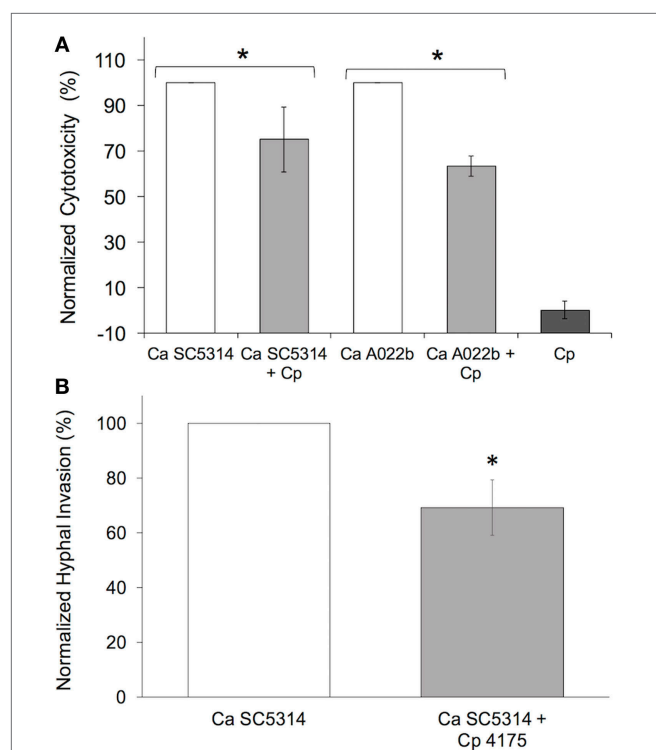 A
*
*
Normalized Cytotoxicity (%)
110
90
70
50
30
10
-10
Ca SC5314
Ca SC5314
+ Cp
Ca A022b
Ca A022b +
Cp
Cp
B
Normalized Hyphal Invasion (%)
100
80
60
40
20
0
*
Ca SC5314
Ca SC5314 +
Cp 4175